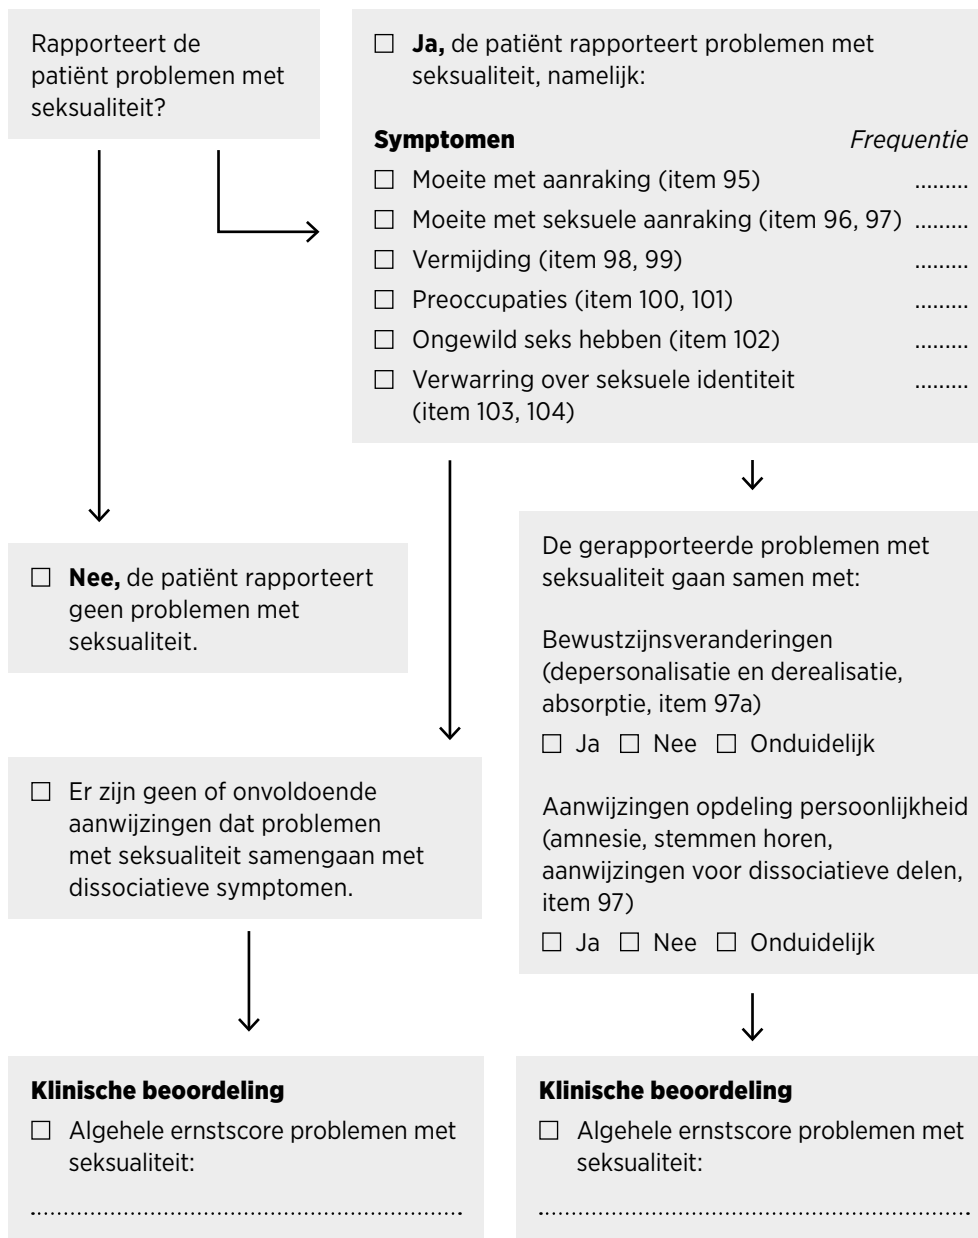 Rapporteert de
patiënt problemen met
seksualiteit?
☐ Ja, de patiënt rapporteert problemen met
seksualiteit, namelijk:
Symptomen Frequentie
☐ Moeite met aanraking (item 95) .........
☐ Moeite met seksuele aanraking (item 96, 97) .........
☐ Vermijding (item 98, 99) .........
☐ Preoccupaties (item 100, 101) .........
☐ Ongewild seks hebben (item 102) .........
☐ Verwarring over seksuele identiteit .........
(item 103, 104)
☐ Nee, de patiënt rapporteert
geen problemen met
seksualiteit.
De gerapporteerde problemen met
seksualiteit gaan samen met:
Bewustzijnsveranderingen
(depersonalisatie en derealisatie,
absorptie, item 97a)
☐ Ja ☐ Nee ☐ Onduidelijk
Aanwijzingen opdeling persoonlijkheid
(amnesie, stemmen horen,
aanwijzingen voor dissociatieve delen,
item 97)
☐ Ja ☐ Nee ☐ Onduidelijk
☐ Er zijn geen of onvoldoende
aanwijzingen dat problemen
met seksualiteit samengaan met
dissociatieve symptomen.
Klinische beoordeling
☐ Algehele ernstscore problemen met
seksualiteit:
................................................................
Klinische beoordeling
☐ Algehele ernstscore problemen met
seksualiteit:
................................................................